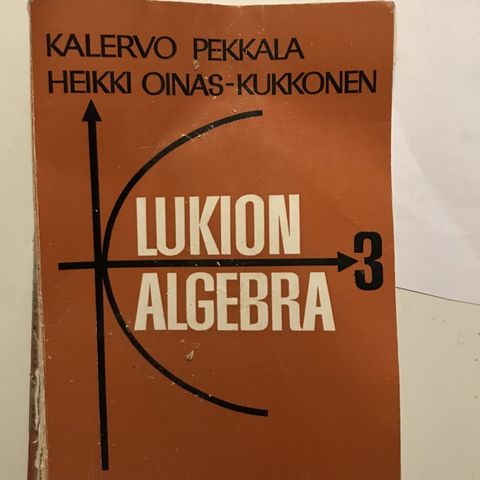 KALERVO PEKKALA
HEIKKI OINAS-KUKKONEN
LUKION
ALGEBRA 3